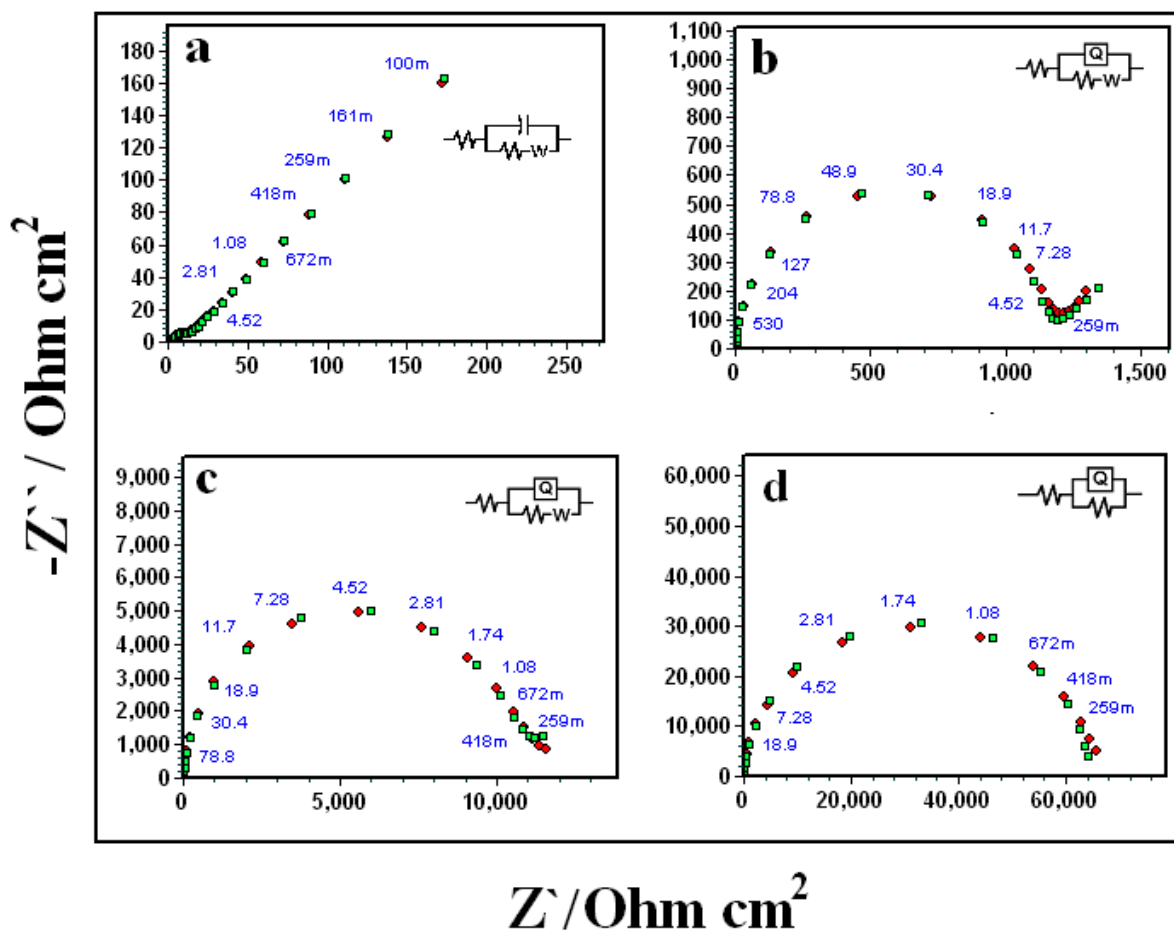 -Z`` / Ohm cm2
a
180
160
140
120
100
80
60
40
20
0
0 50 100 150 200 250
100m
161m
259m
418m
1.08
672m
2.81
4.52
W
b
1,100
1,000
900
800
700
600
500
400
300
200
100
0
0 500 1,000 1,500
Q
W
48.9 30.4
78.8 18.9
11.7
127 7.28
204
4.52
530 259m
c
9,000
8,000
7,000
6,000
5,000
4,000
3,000
2,000
1,000
0
0 5,000 10,000
Q
W
4.52
7.28 2.81
11.7 1.74
1.08
18.9 672m
30.4 259m
418m
78.8
d
60,000
50,000
40,000
30,000
20,000
10,000
0
0 20,000 40,000 60,000
Q
1.74
2.81 1.08
672m
4.52 418m
7.28 259m
18.9
Z`/Ohm cm2